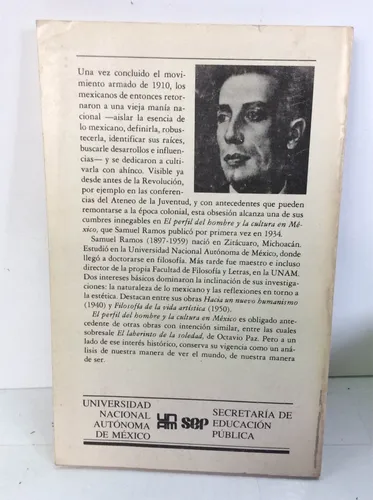 Una vez concluido el movi-
miento armado de 1910, los
mexicanos de entonces retor-
naron a una vieja manía na-
cional —aislar la esencia de
lo mexicano, definirla, robus-
tecerla, identificar sus raíces,
buscarle desarrollos e influen-
cias— y se dedicaron a culti-
varla con ahínco. Visible ya
desde antes de la Revolución,
por ejemplo en las conferen-
cias del Ateneo de la Juventud, y con antecedentes que pueden
remontarse a la época colonial, esta obsesión alcanza una de sus
cumbres innegables en El perfil del hombre y la cultura en Mé-
xico, que Samuel Ramos publicó por primera vez en 1934.
Samuel Ramos (1897-1959) nació en Zitácuaro, Michoacán.
Estudió en la Universidad Nacional Autónoma de México, donde
llegó a doctorarse en filosofía. Más tarde fue maestro e incluso
director de la propia Facultad de Filosofía y Letras, en la UNAM.
Dos intereses básicos dominaron la inclinación de sus investiga-
ciones: la naturaleza de lo mexicano y las reflexiones en torno a
la estética. Destacan entre sus obras Hacia un nuevo humanismo
(1940) y Filosofía de la vida artística (1950).
El perfil del hombre y la cultura en México es obligado ante-
cedente de otras obras con intención similar, entre las cuales
sobresale El laberinto de la soledad, de Octavio Paz. Pero a un
lado de ese interés histórico, conserva su vigencia como un aná-
lisis de nuestra manera de ver el mundo, de nuestra manera
de ser.
UNIVERSIDAD
NACIONAL
AUTÓNOMA
DE MÉXICO
UNAM
SEP
SECRETARÍA DE
EDUCACIÓN
PÚBLICA